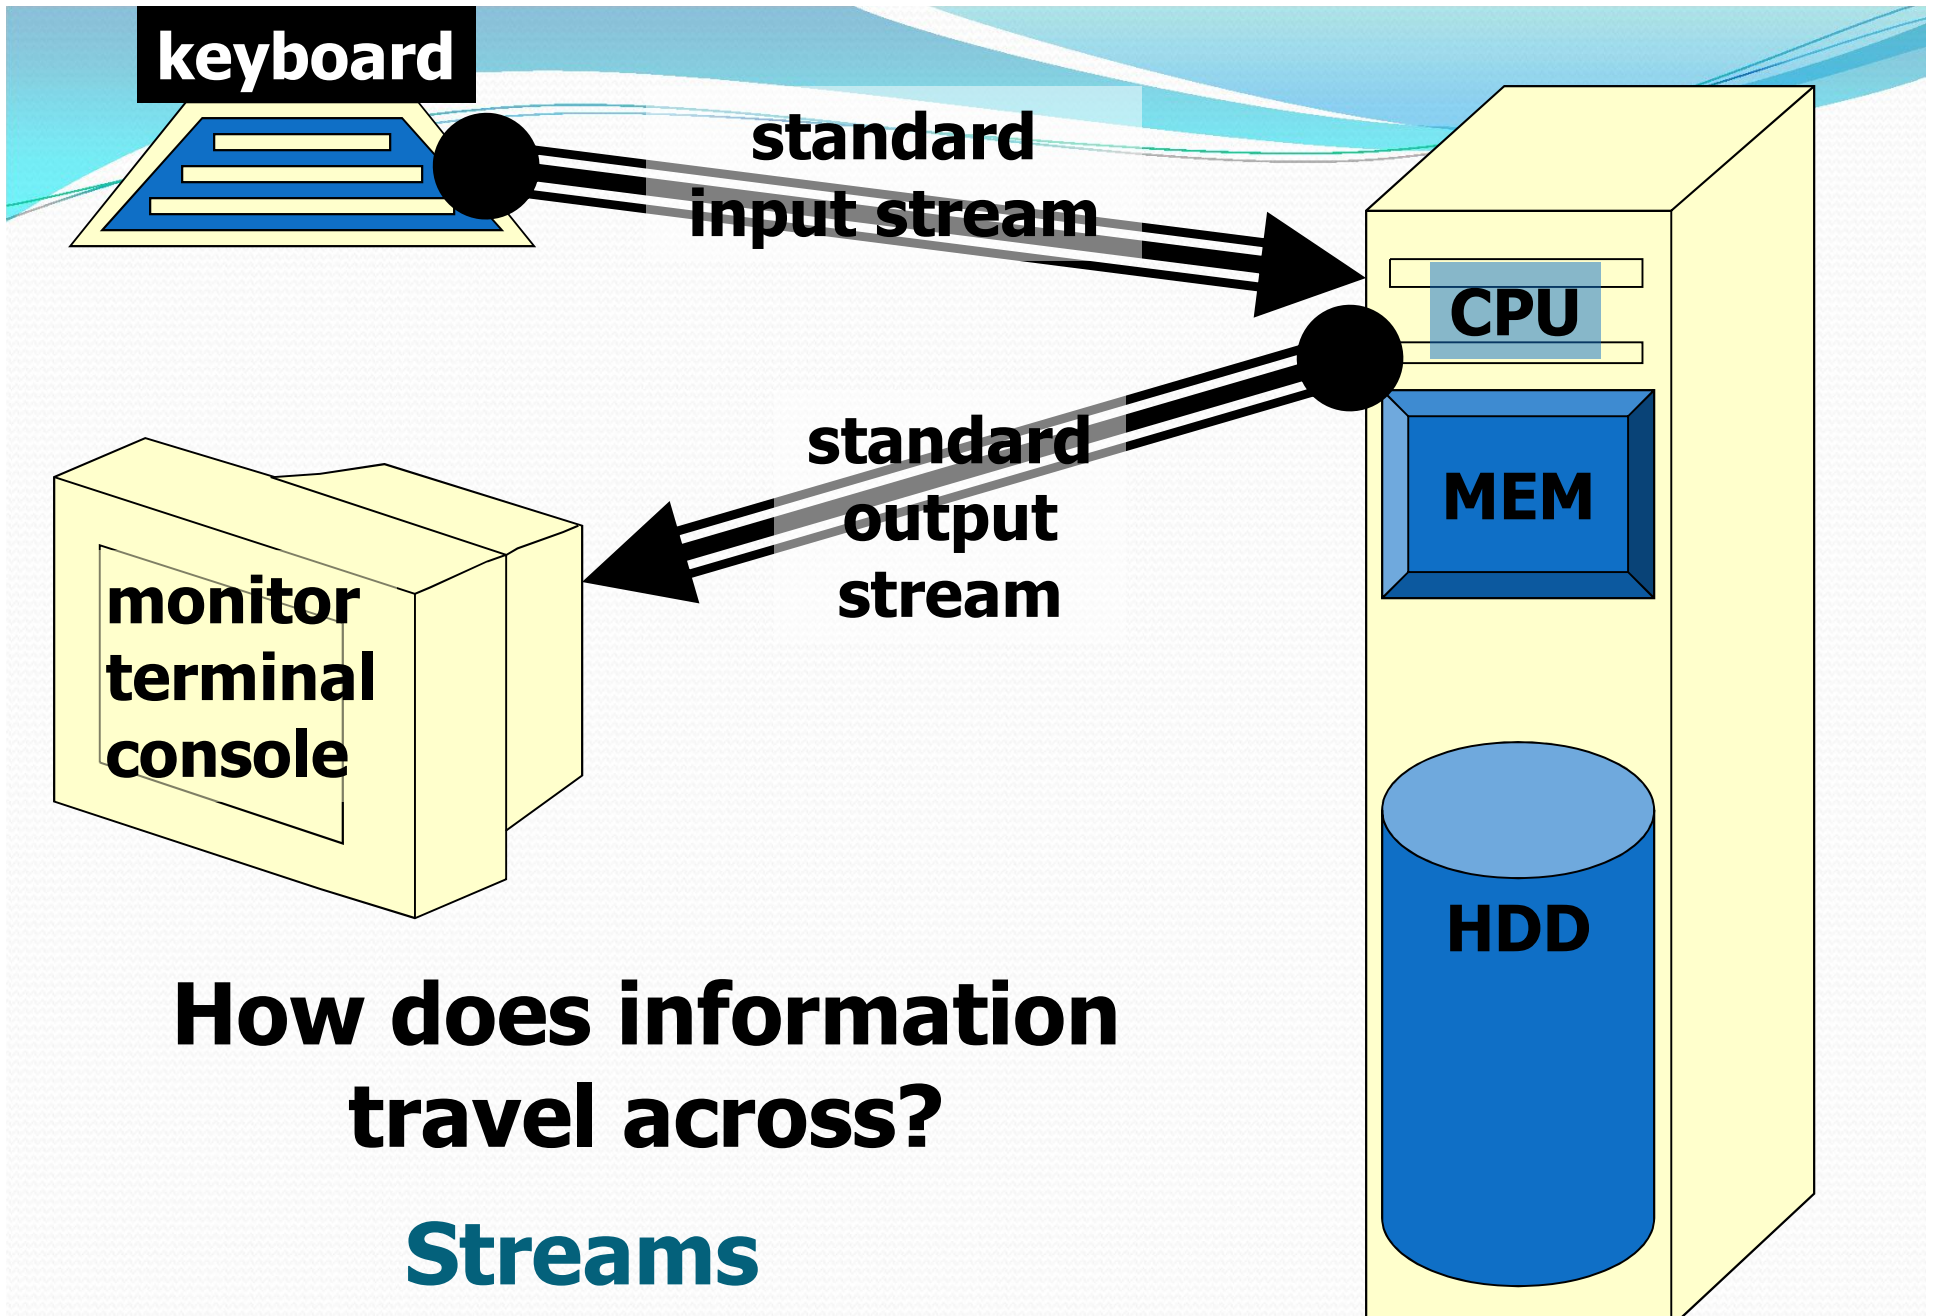 keyboard
standard
input stream
CPU
standard
output
stream
MEM
monitor
terminal
console
HDD
How does information
travel across?
Streams